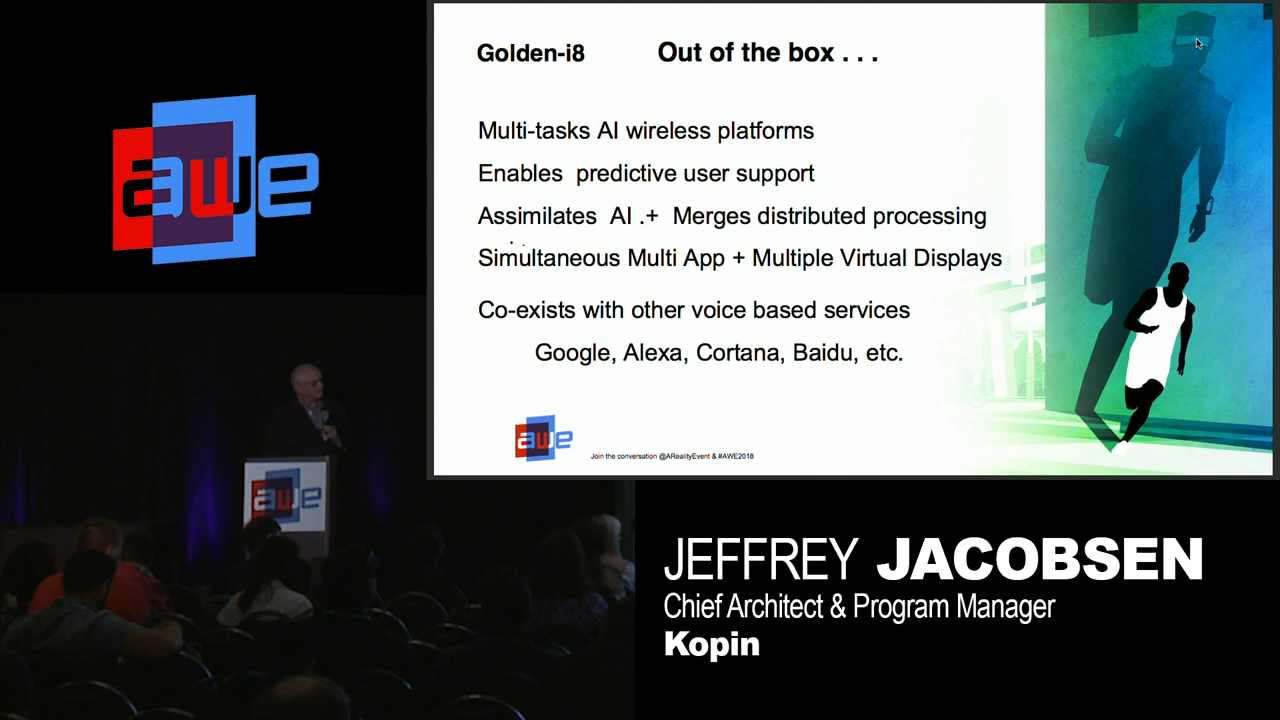 awe
Golden-i8 Out of the box . . .
Multi-tasks AI wireless platforms
Enables predictive user support
Assimilates AI .+ Merges distributed processing
Simultaneous Multi App + Multiple Virtual Displays
Co-exists with other voice based services
Google, Alexa, Cortana, Baidu, etc.
awe
Join the conversation @ARealityEvent & #AWE2018
awe
JEFFREY JACOBSEN
Chief Architect & Program Manager
Kopin